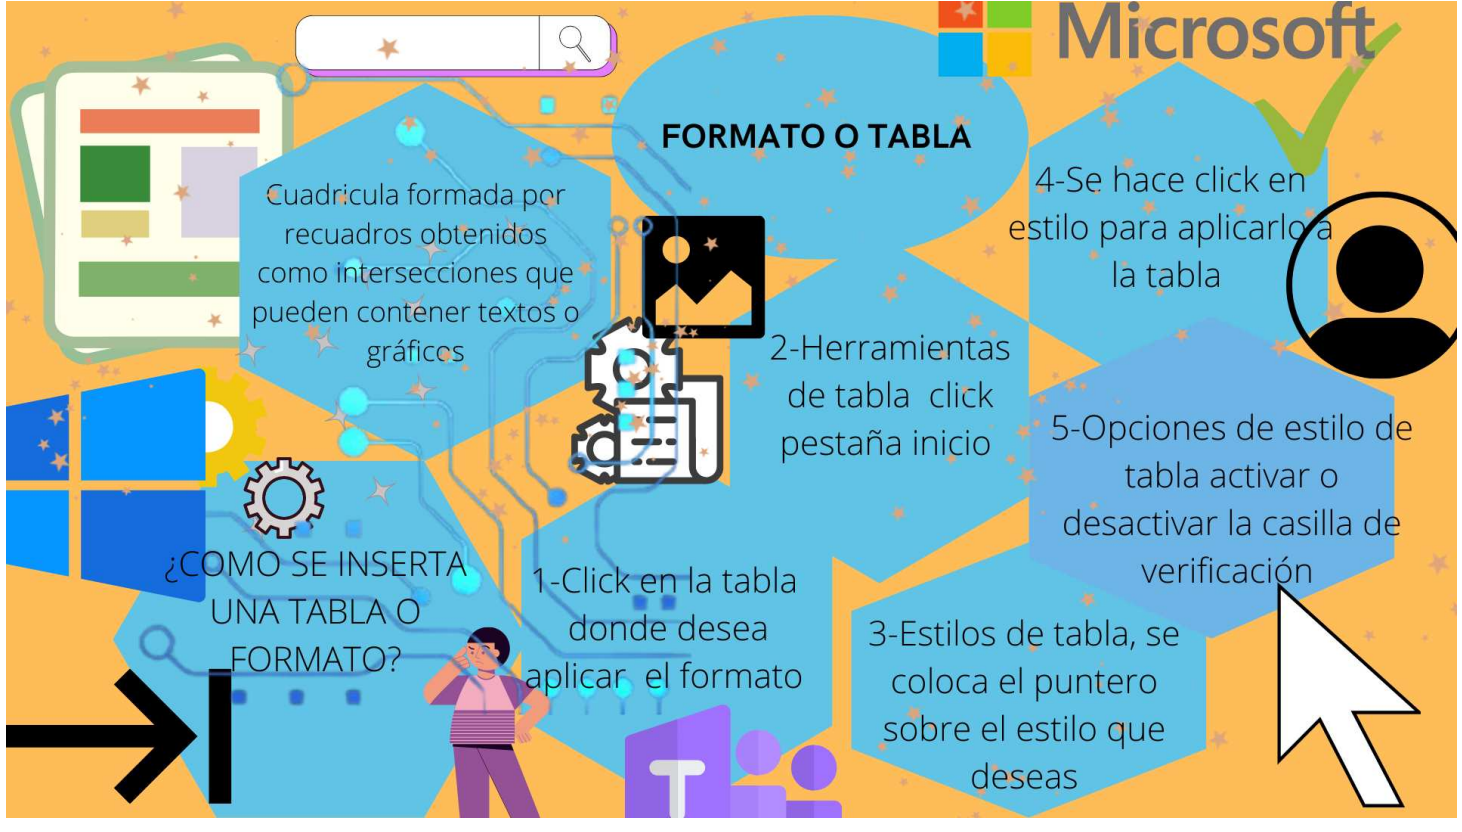 Microsoft
FORMATO O TABLA
Cuadricula formada por
recuadros obtenidos
como intersecciones que
pueden contener textos o
gráficos
¿COMO SE INSERTA
UNA TABLA O
FORMATO?
1-Click en la tabla
donde desea
aplicar el formato
2-Herramientas
de tabla click
pestaña inicio
3-Estilos de tabla, se
coloca el puntero
sobre el estilo que
deseas
4-Se hace click en
estilo para aplicarlo a
la tabla
5-Opciones de estilo de
tabla activar o
desactivar la casilla de
verificación
T